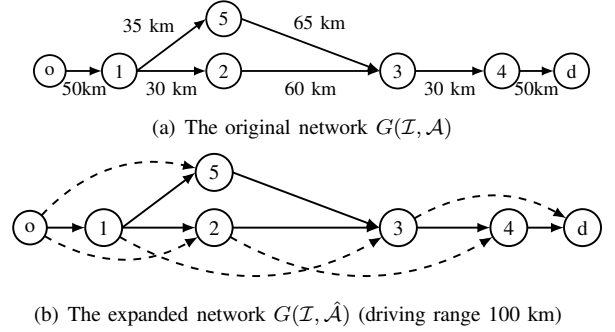 5
35 km
65 km
o
1
2
3
4
d
50km
30 km
60 km
30 km
50km
(a) The original network G(I, A)
5
o
1
2
3
4
d
(b) The expanded network G(I, Â) (driving range 100 km)